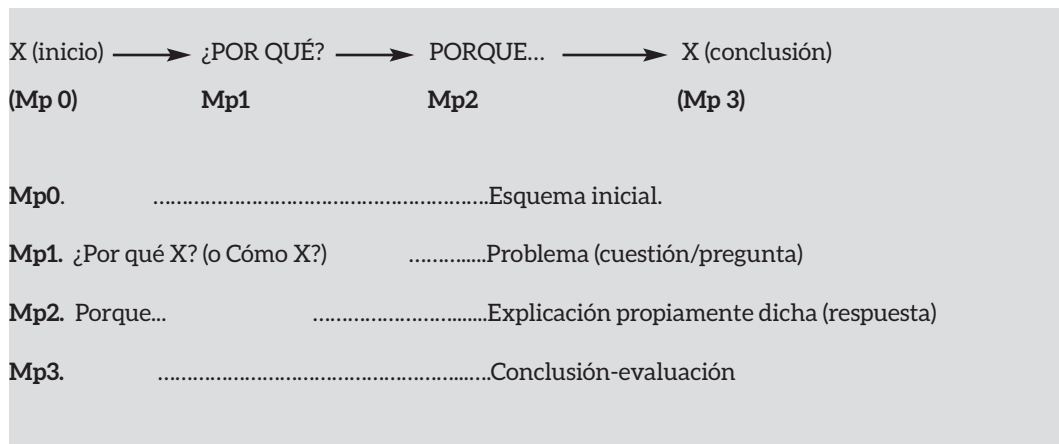 X (inicio) ⟶ ¿POR QUÉ? ⟶ PORQUE… ⟶ X (conclusión)
(Mp 0) Mp1 Mp2 (Mp 3)
Mp0. ……………………………………………….Esquema inicial.
Mp1. ¿Por qué X? (o Cómo X?) ………......Problema (cuestión/pregunta)
Mp2. Porque... …………………….......Explicación propiamente dicha (respuesta)
Mp3. …………………………………………...….Conclusión-evaluación